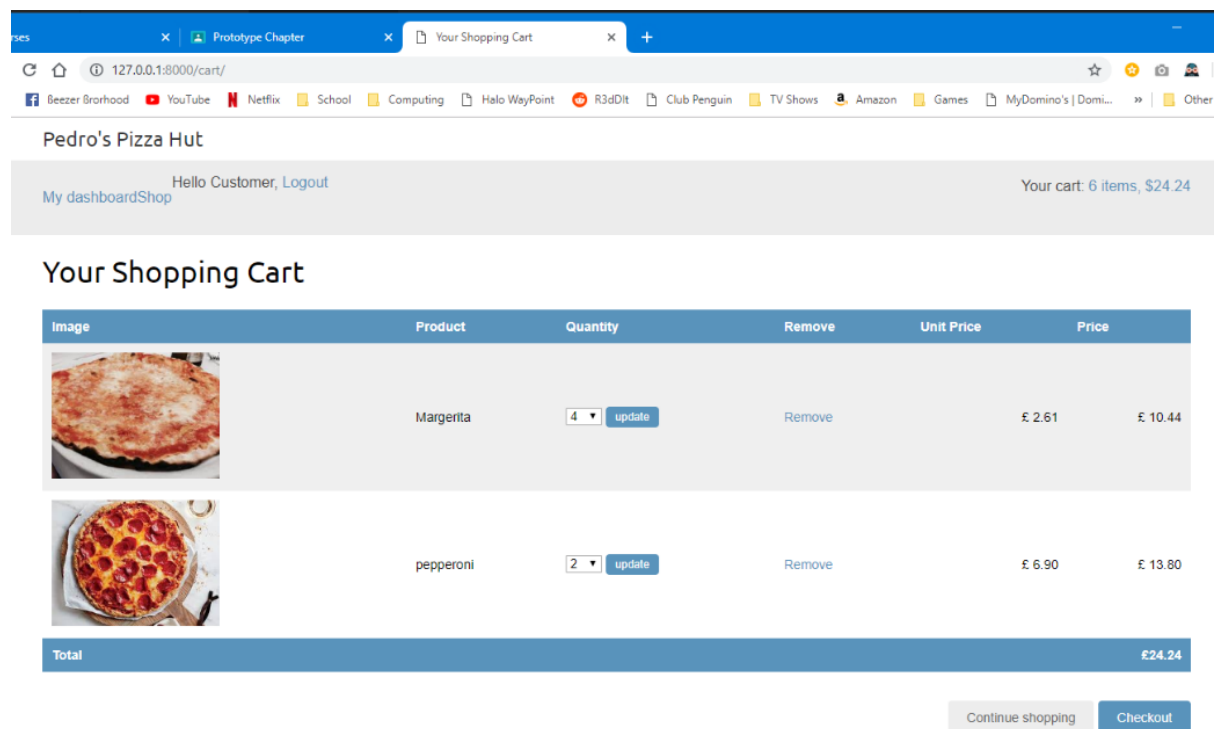 rses Prototype Chapter Your Shopping Cart
127.0.0.1:8000/cart/
Beezer Brorhood YouTube Netflix School Computing Halo WayPoint R3dDIt Club Penguin TV Shows Amazon Games MyDomino's | Domi... » Other
Pedro's Pizza Hut
Hello Customer, Logout
My dashboardShop
Your cart: 6 items, $24.24
Your Shopping Cart
Image Product Quantity Remove Unit Price Price
Margerita 4 update Remove £ 2.61 £ 10.44
pepperoni 2 update Remove £ 6.90 £ 13.80
Total £24.24
Continue shopping Checkout